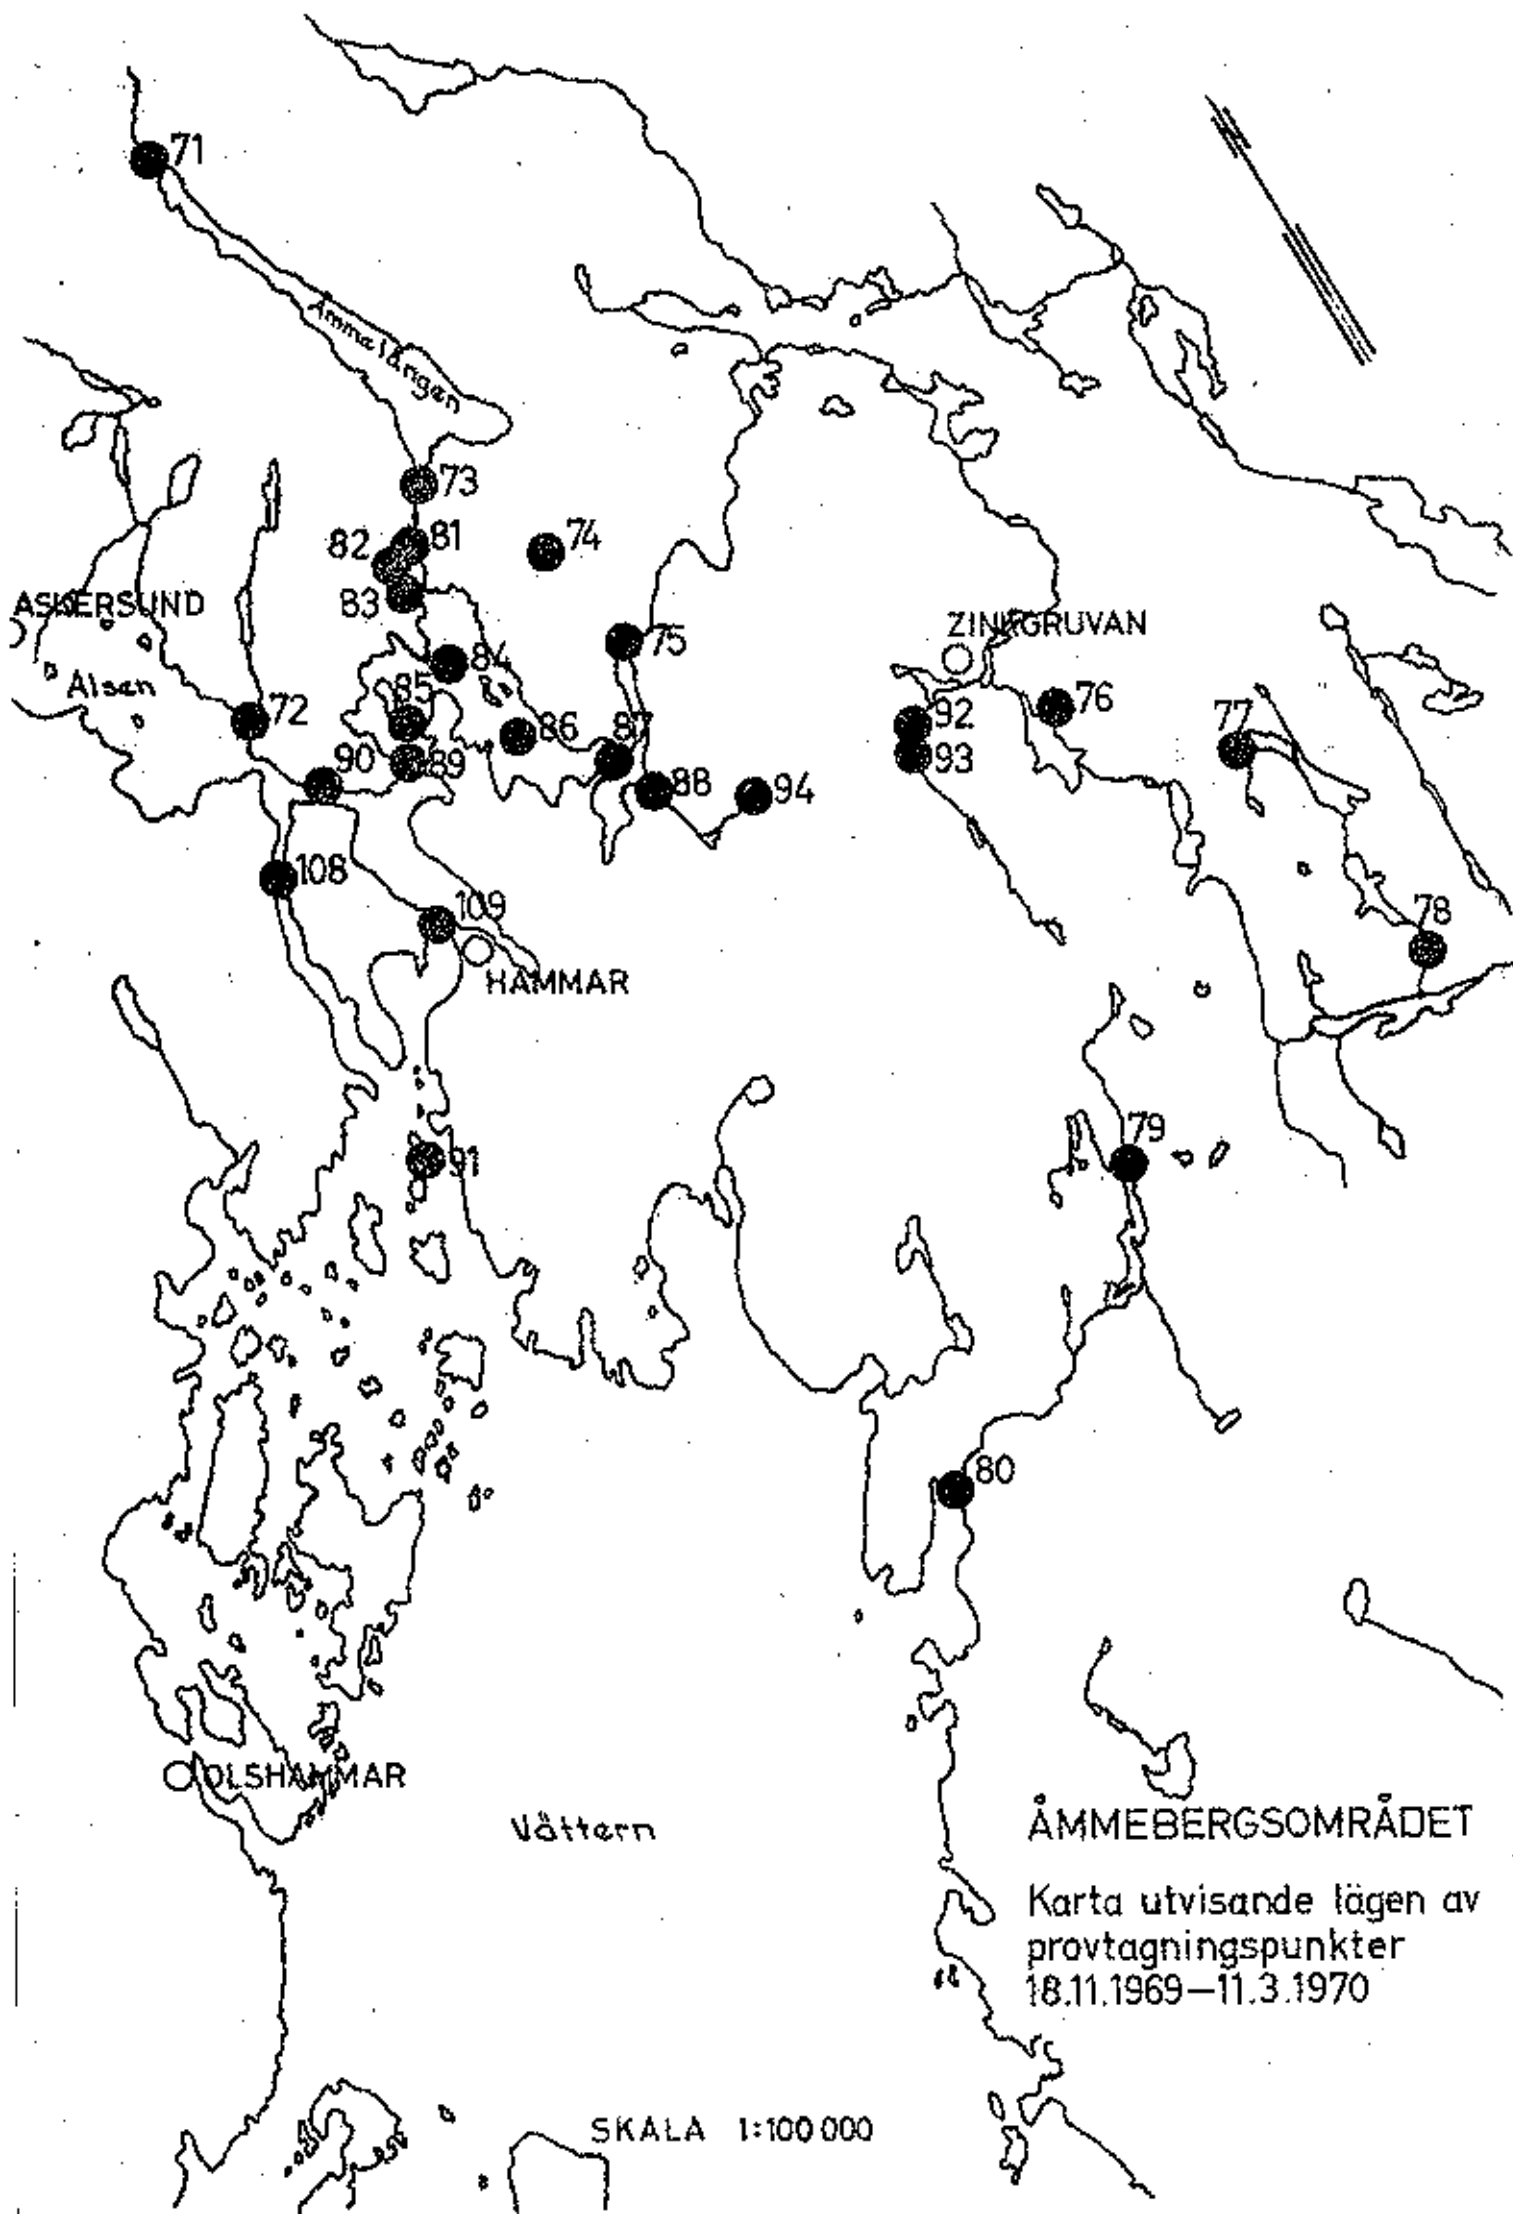 71
Åmmelången
73
81
82
74
83
ASKERSUND
75
ZINKGRUVAN
84
Alsen
85
72
86
87
92
76
77
90
89
93
88
94
108
109
78
HAMMAR
79
91
80
OLSHAMMAR
Vättern
ÅMMEBERGSOMRÅDET
Karta utvisande lägen av
provtagningspunkter
18.11.1969—11.3.1970
SKALA 1:100 000